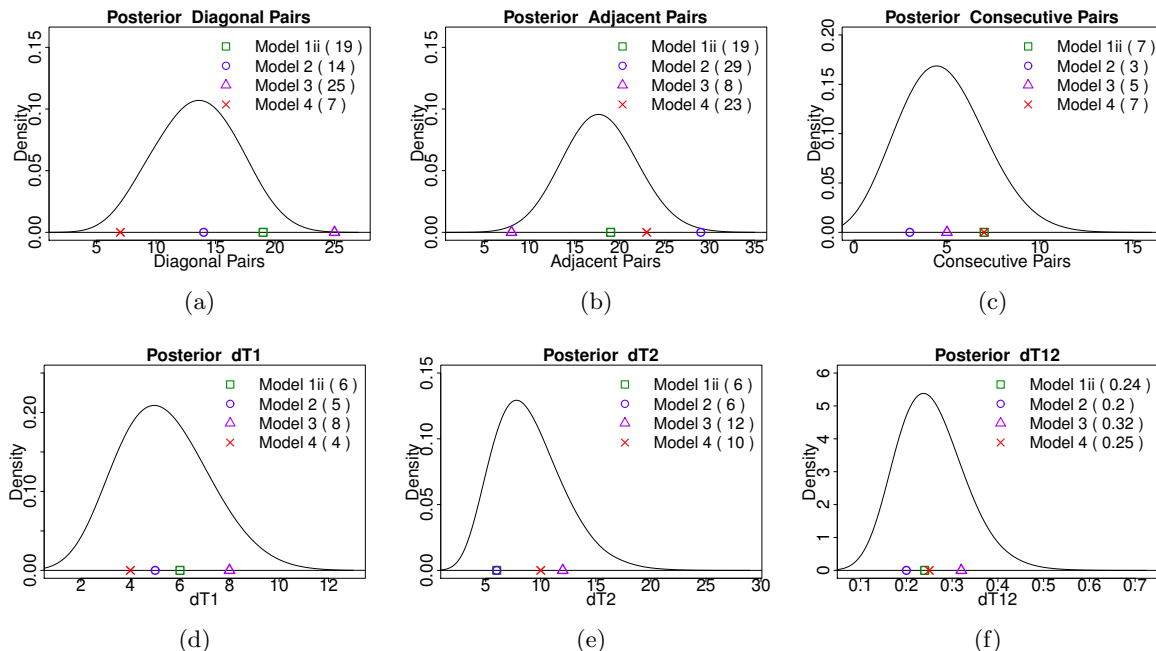 Posterior Diagonal Pairs
Density
0.00 0.05 0.10 0.15
Model 1ii ( 19 )
Model 2 ( 14 )
Model 3 ( 25 )
Model 4 ( 7 )
5 10 15 20 25
Diagonal Pairs
(a)
Posterior Adjacent Pairs
Density
0.00 0.05 0.10 0.15
Model 1ii ( 19 )
Model 2 ( 29 )
Model 3 ( 8 )
Model 4 ( 23 )
5 10 15 20 25 30 35
Adjacent Pairs
(b)
Posterior Consecutive Pairs
Density
0.00 0.05 0.10 0.15 0.20
Model 1ii ( 7 )
Model 2 ( 3 )
Model 3 ( 5 )
Model 4 ( 7 )
0 5 10 15
Consecutive Pairs
(c)
Posterior dT1
Density
0.00 0.10 0.20
Model 1ii ( 6 )
Model 2 ( 5 )
Model 3 ( 8 )
Model 4 ( 4 )
2 4 6 8 10 12
dT1
(d)
Posterior dT2
Density
0.00 0.05 0.10 0.15
Model 1ii ( 6 )
Model 2 ( 6 )
Model 3 ( 12 )
Model 4 ( 10 )
5 10 15 20 25 30
dT2
(e)
Posterior dT12
Density
0 1 2 3 4 5 6
Model 1ii ( 0.24 )
Model 2 ( 0.2 )
Model 3 ( 0.32 )
Model 4 ( 0.25 )
0.1 0.2 0.3 0.4 0.5 0.6 0.7
dT12
(f)